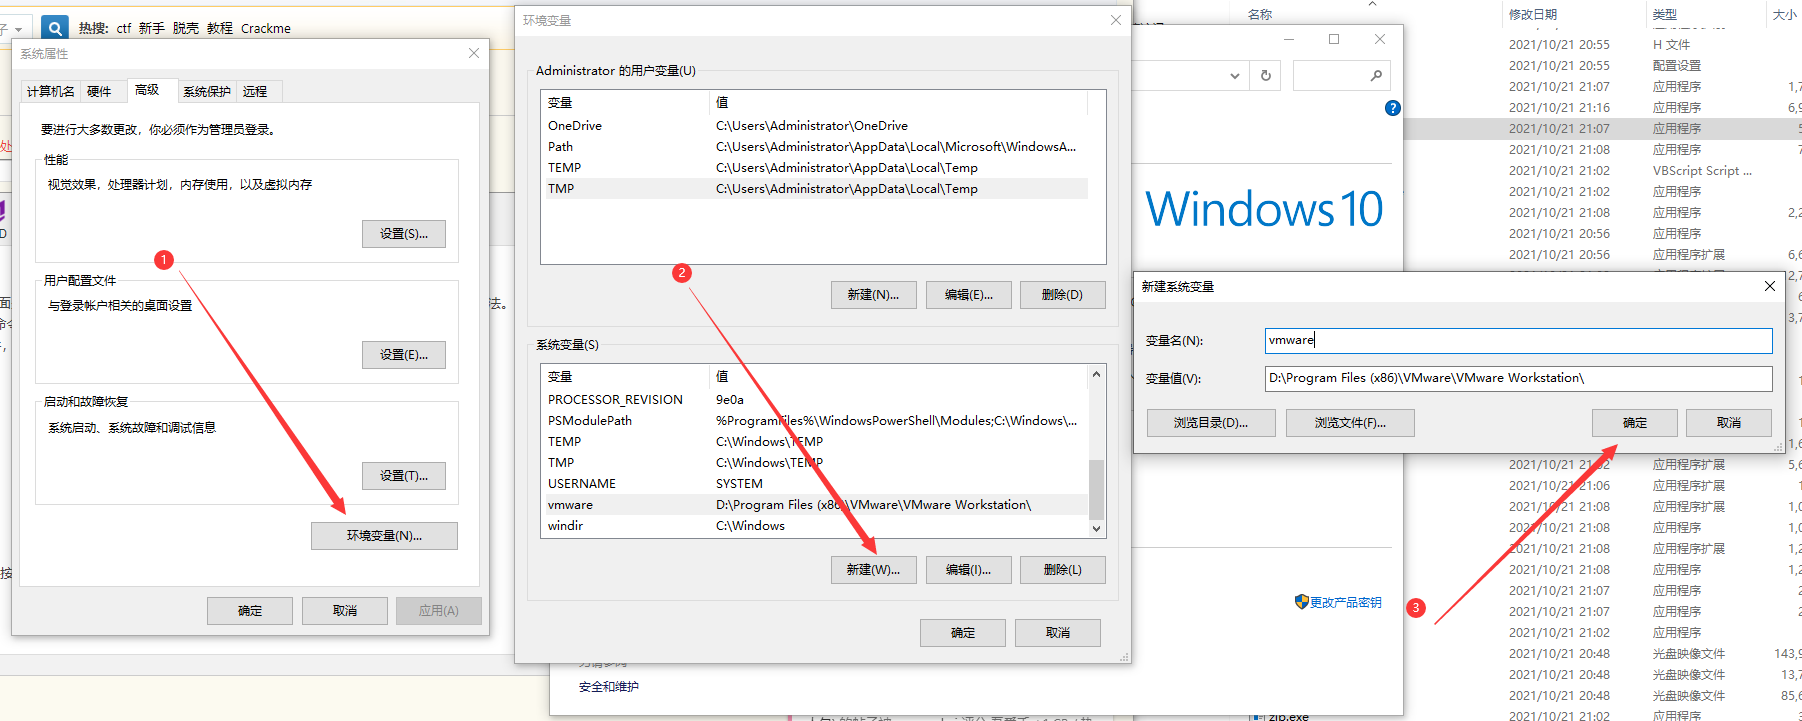 热搜: ctf 新手 脱壳 教程 Crackme
系统属性
计算机名 硬件 高级 系统保护 远程
要进行大多数更改，你必须作为管理员登录。
性能
视觉效果，处理器计划，内存使用，以及虚拟内存
设置(S)...
1
用户配置文件
与登录帐户相关的桌面设置
设置(E)...
启动和故障恢复
系统启动、系统故障和调试信息
设置(T)...
环境变量(N)...
确定 取消 应用(A)
环境变量
Administrator 的用户变量(U)
变量 值
OneDrive C:\Users\Administrator\OneDrive
Path C:\Users\Administrator\AppData\Local\Microsoft\WindowsA...
TEMP C:\Users\Administrator\AppData\Local\Temp
TMP C:\Users\Administrator\AppData\Local\Temp
2
新建(N)... 编辑(E)... 删除(D)
系统变量(S)
变量 值
PROCESSOR_REVISION 9e0a
PSModulePath %ProgramFiles%\WindowsPowerShell\Modules;C:\Windows\...
TEMP C:\Windows\TEMP
TMP C:\Windows\TEMP
USERNAME SYSTEM
vmware D:\Program Files (x86)\VMware\VMware Workstation\
windir C:\Windows
新建(W)... 编辑(I)... 删除(L)
确定 取消
安全和维护
Windows 10
更改产品密钥
3
新建系统变量
变量名(N): vmware
变量值(V): D:\Program Files (x86)\VMware\VMware Workstation\
浏览目录(D)... 浏览文件(F)... 确定 取消
名称 修改日期 类型 大小
2021/10/21 20:55 H 文件
2021/10/21 20:55 配置设置
2021/10/21 21:07 应用程序
2021/10/21 21:16 应用程序
2021/10/21 21:07 应用程序
2021/10/21 21:08 应用程序
2021/10/21 21:02 VBScript Script ...
2021/10/21 21:02 应用程序
2021/10/21 21:08 应用程序
2021/10/21 20:56 应用程序
2021/10/21 20:56 应用程序扩展
2021/10/21 21:02 应用程序扩展
2021/10/21 21:06 应用程序扩展
2021/10/21 21:08 应用程序扩展
2021/10/21 21:08 应用程序
2021/10/21 21:08 应用程序扩展
2021/10/21 21:08 应用程序
2021/10/21 21:07 应用程序
2021/10/21 21:07 应用程序
2021/10/21 21:02 应用程序
2021/10/21 20:48 光盘映像文件
2021/10/21 20:48 光盘映像文件
2021/10/21 20:48 光盘映像文件
2021/10/21 21:02 应用程序
zip.exe